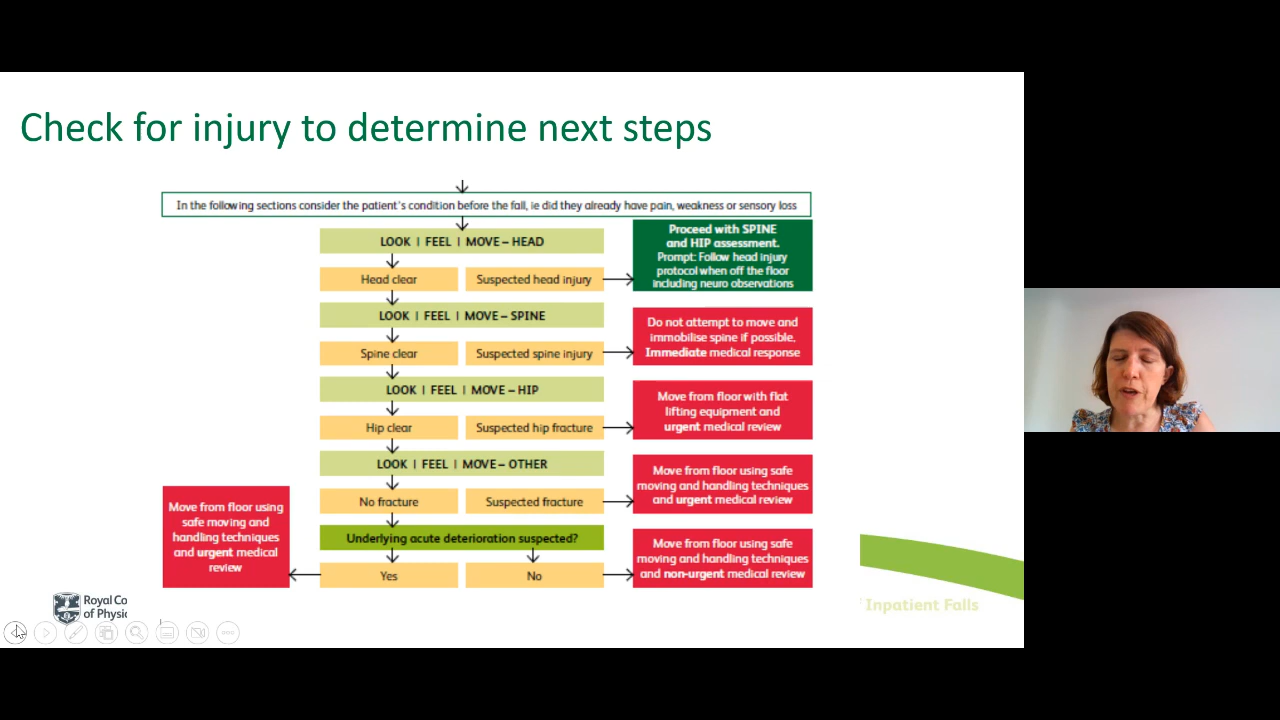 Check for injury to determine next steps
In the following sections consider the patient's condition before the fall, ie did they already have pain, weakness or sensory loss
LOOK | FEEL | MOVE – HEAD
Head clear
Suspected head injury
Proceed with SPINE
and HIP assessment.
Prompt: Follow head injury
protocol when off the floor
including neuro observations
LOOK | FEEL | MOVE – SPINE
Spine clear
Suspected spine injury
Do not attempt to move and
immobilise spine if possible.
Immediate medical response
LOOK | FEEL | MOVE – HIP
Hip clear
Suspected hip fracture
Move from floor with flat
lifting equipment and
urgent medical review
LOOK | FEEL | MOVE – OTHER
No fracture
Suspected fracture
Move from floor using safe
moving and handling techniques
and urgent medical review
Underlying acute deterioration suspected?
Yes
No
Move from floor using
safe moving and
handling techniques
and urgent medical
review
Move from floor using safe
moving and handling techniques
and non-urgent medical review
Royal Co
of Physic
Inpatient Falls